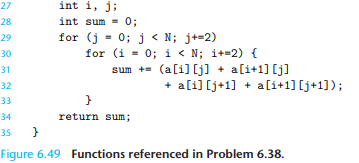 27 int i, j;
28 int sum = 0;
29 for (j = 0; j < N; j+=2)
30 for (i = 0; i < N; i+=2) {
31 sum += (a[i][j] + a[i+1][j]
32 + a[i][j+1] + a[i+1][j+1]);
33 }
34 return sum;
35 }
Figure 6.49 Functions referenced in Problem 6.38.